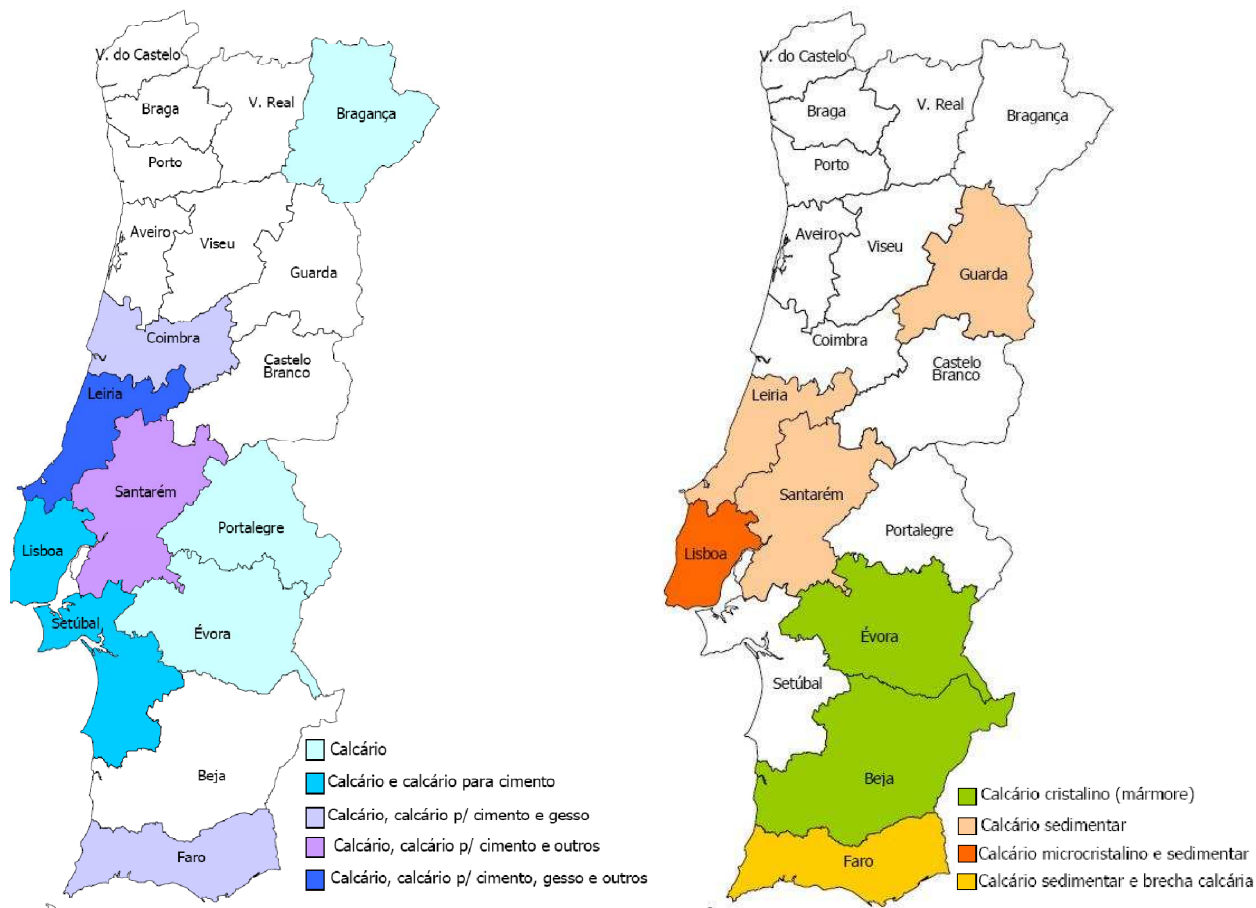 V. do Castelo
Braga
V. Real
Bragança
Porto
Aveiro
Viseu
Guarda
Coimbra
Castelo
Branco
Leiria
Santarém
Portalegre
Lisboa
Setúbal
Évora
Beja
Faro
Calcário
Calcário e calcário para cimento
Calcário, calcário p/ cimento e gesso
Calcário, calcário p/ cimento e outros
Calcário, calcário p/ cimento, gesso e outros
V. do Castelo
Braga
V. Real
Bragança
Porto
Aveiro
Viseu
Guarda
Coimbra
Castelo
Branco
Leiria
Santarém
Portalegre
Lisboa
Évora
Setúbal
Beja
Faro
Calcário cristalino (mármore)
Calcário sedimentar
Calcário microcristalino e sedimentar
Calcário sedimentar e brecha calcária